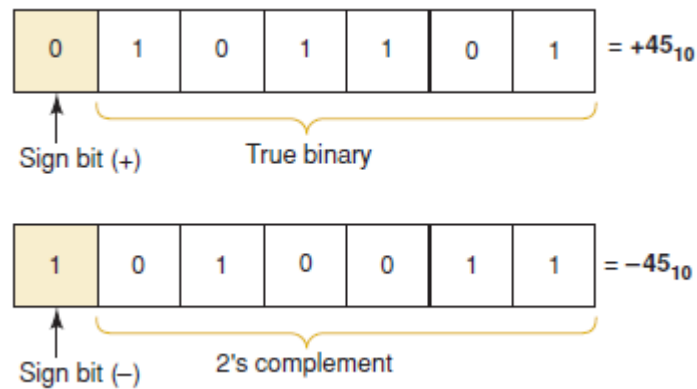 0 1 0 1 1 0 1 = +45₁₀
Sign bit (+) True binary
1 0 1 0 0 1 1 = –45₁₀
Sign bit (–) 2's complement